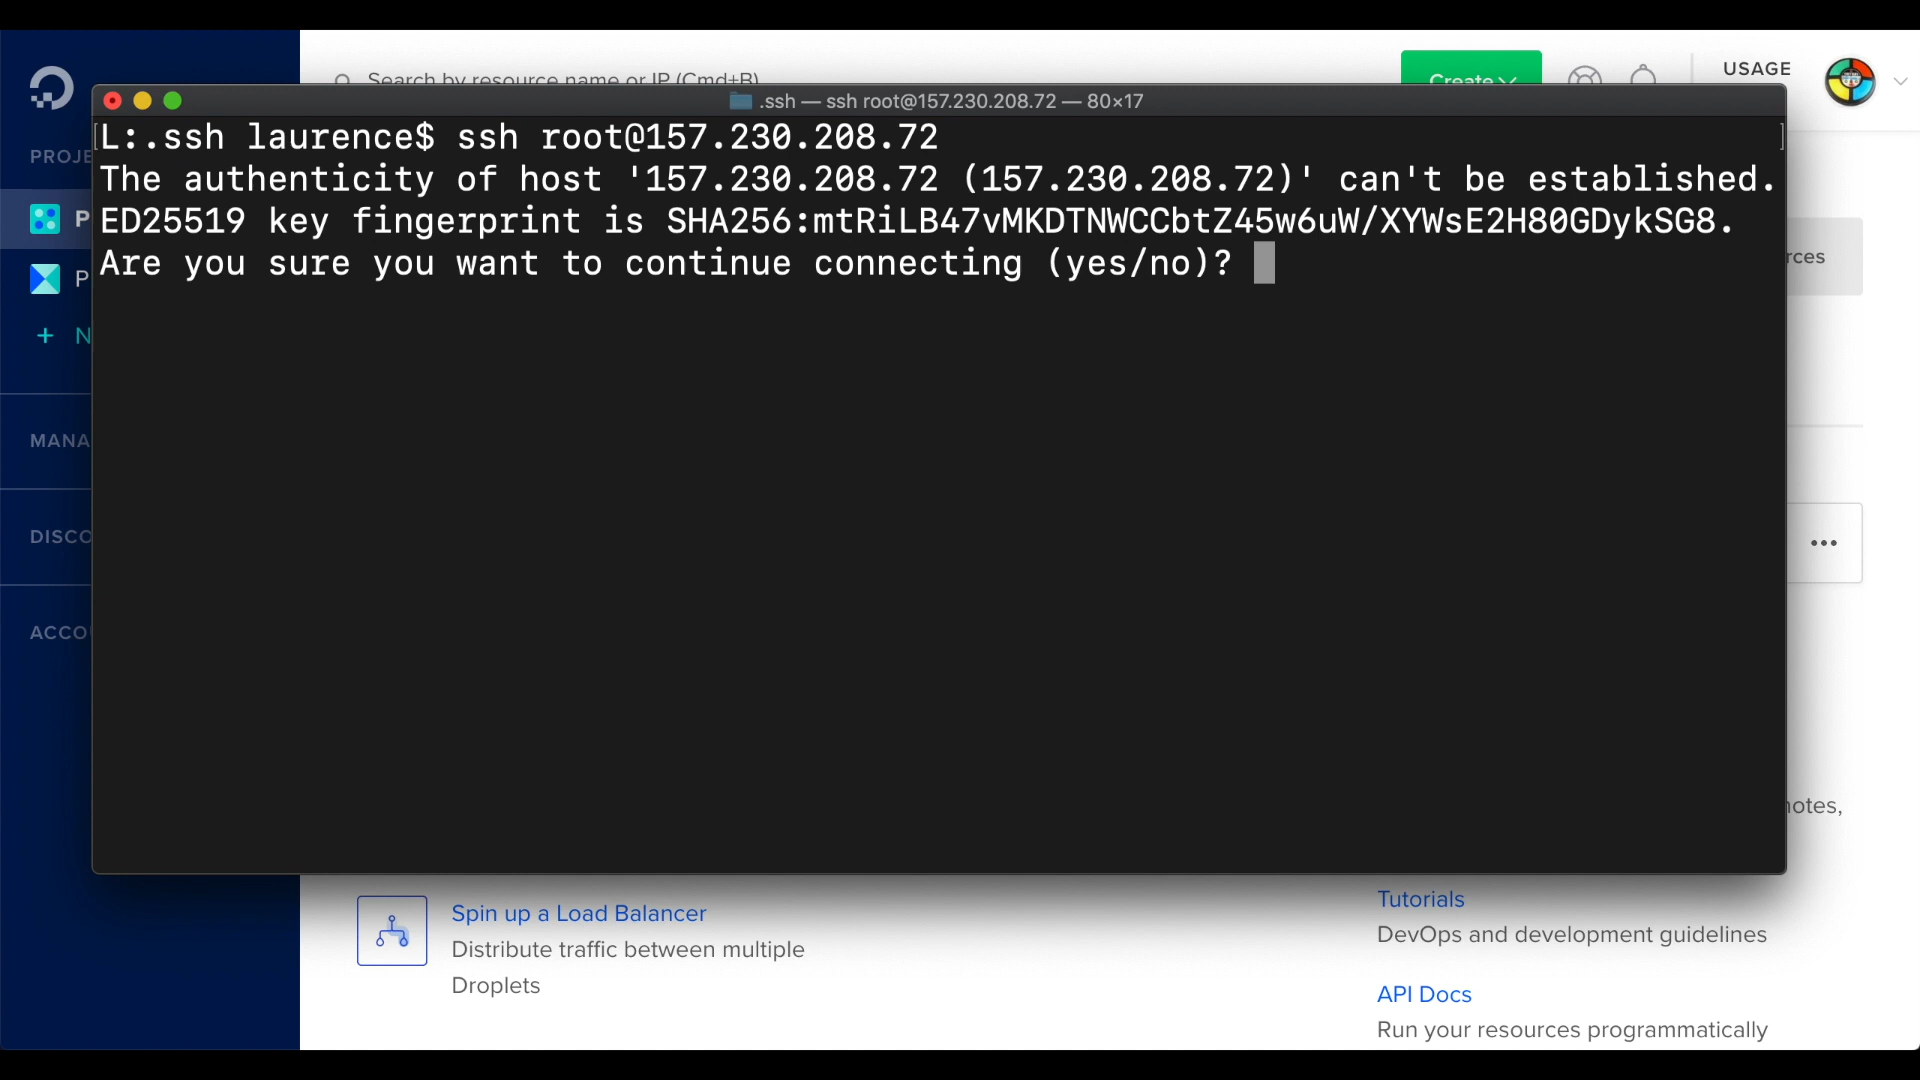 Search by resource name or IP (Cmd+B)
Create
USAGE
.ssh — ssh root@157.230.208.72 — 80×17
[L:.ssh laurence$ ssh root@157.230.208.72 ]
The authenticity of host '157.230.208.72 (157.230.208.72)' can't be established.
ED25519 key fingerprint is SHA256:mtRiLB47vMKDTNWCCbtZ45w6uW/XYWsE2H80GDykSG8.
Are you sure you want to continue connecting (yes/no)?
PROJE
P
P
+ N
MANA
DISCO
ACCOU
rces
notes,
Spin up a Load Balancer
Distribute traffic between multiple
Droplets
Tutorials
DevOps and development guidelines
API Docs
Run your resources programmatically